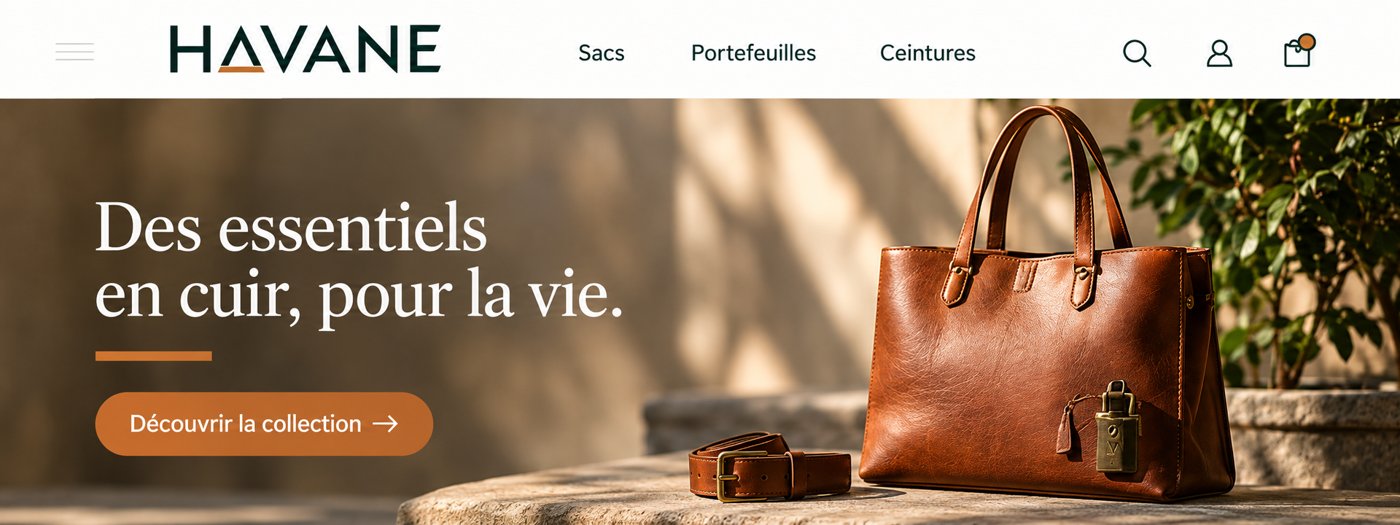 HAVANE
Sacs
Portefeuilles
Ceintures
Des essentiels
en cuir, pour la vie.
Découvrir la collection →